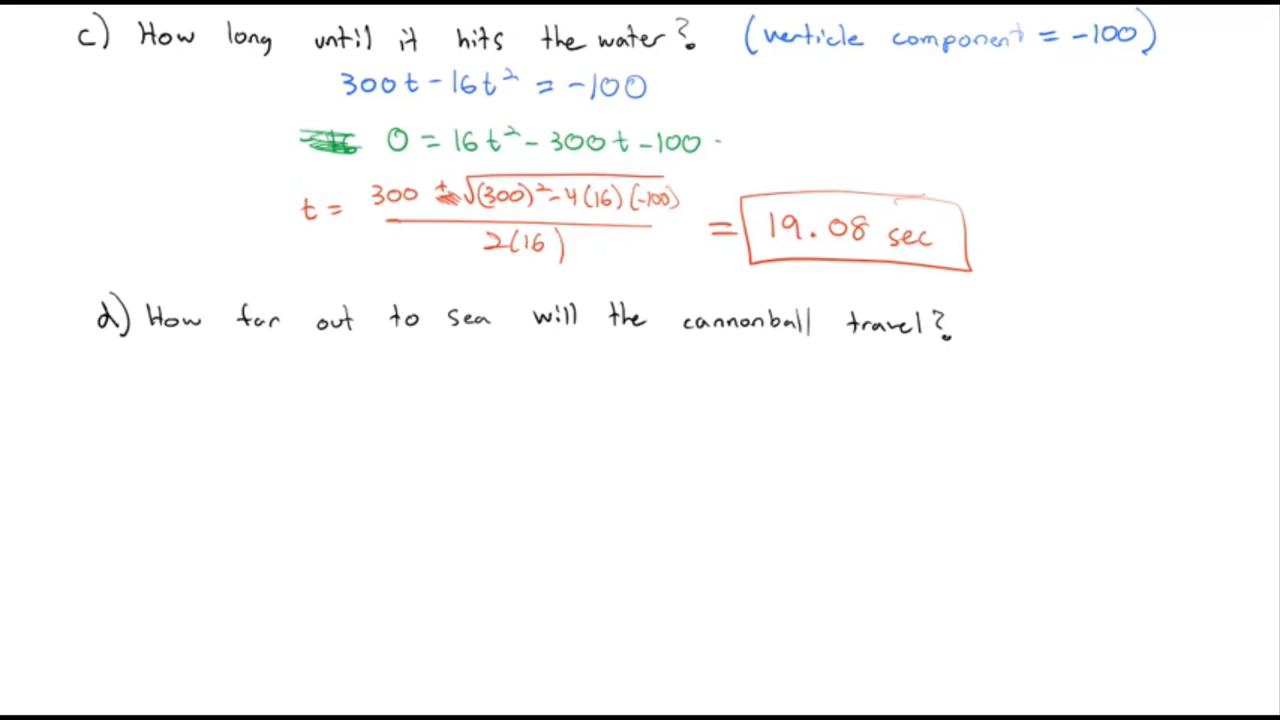 c) How long until it hits the water? (verticle component = -100)
300t - 16t² = -100
0 = 16t² - 300t - 100
t = 300 ± √(300)² - 4(16)(-100) / 2(16) = 19.08 sec
d) How far out to sea will the cannonball travel?